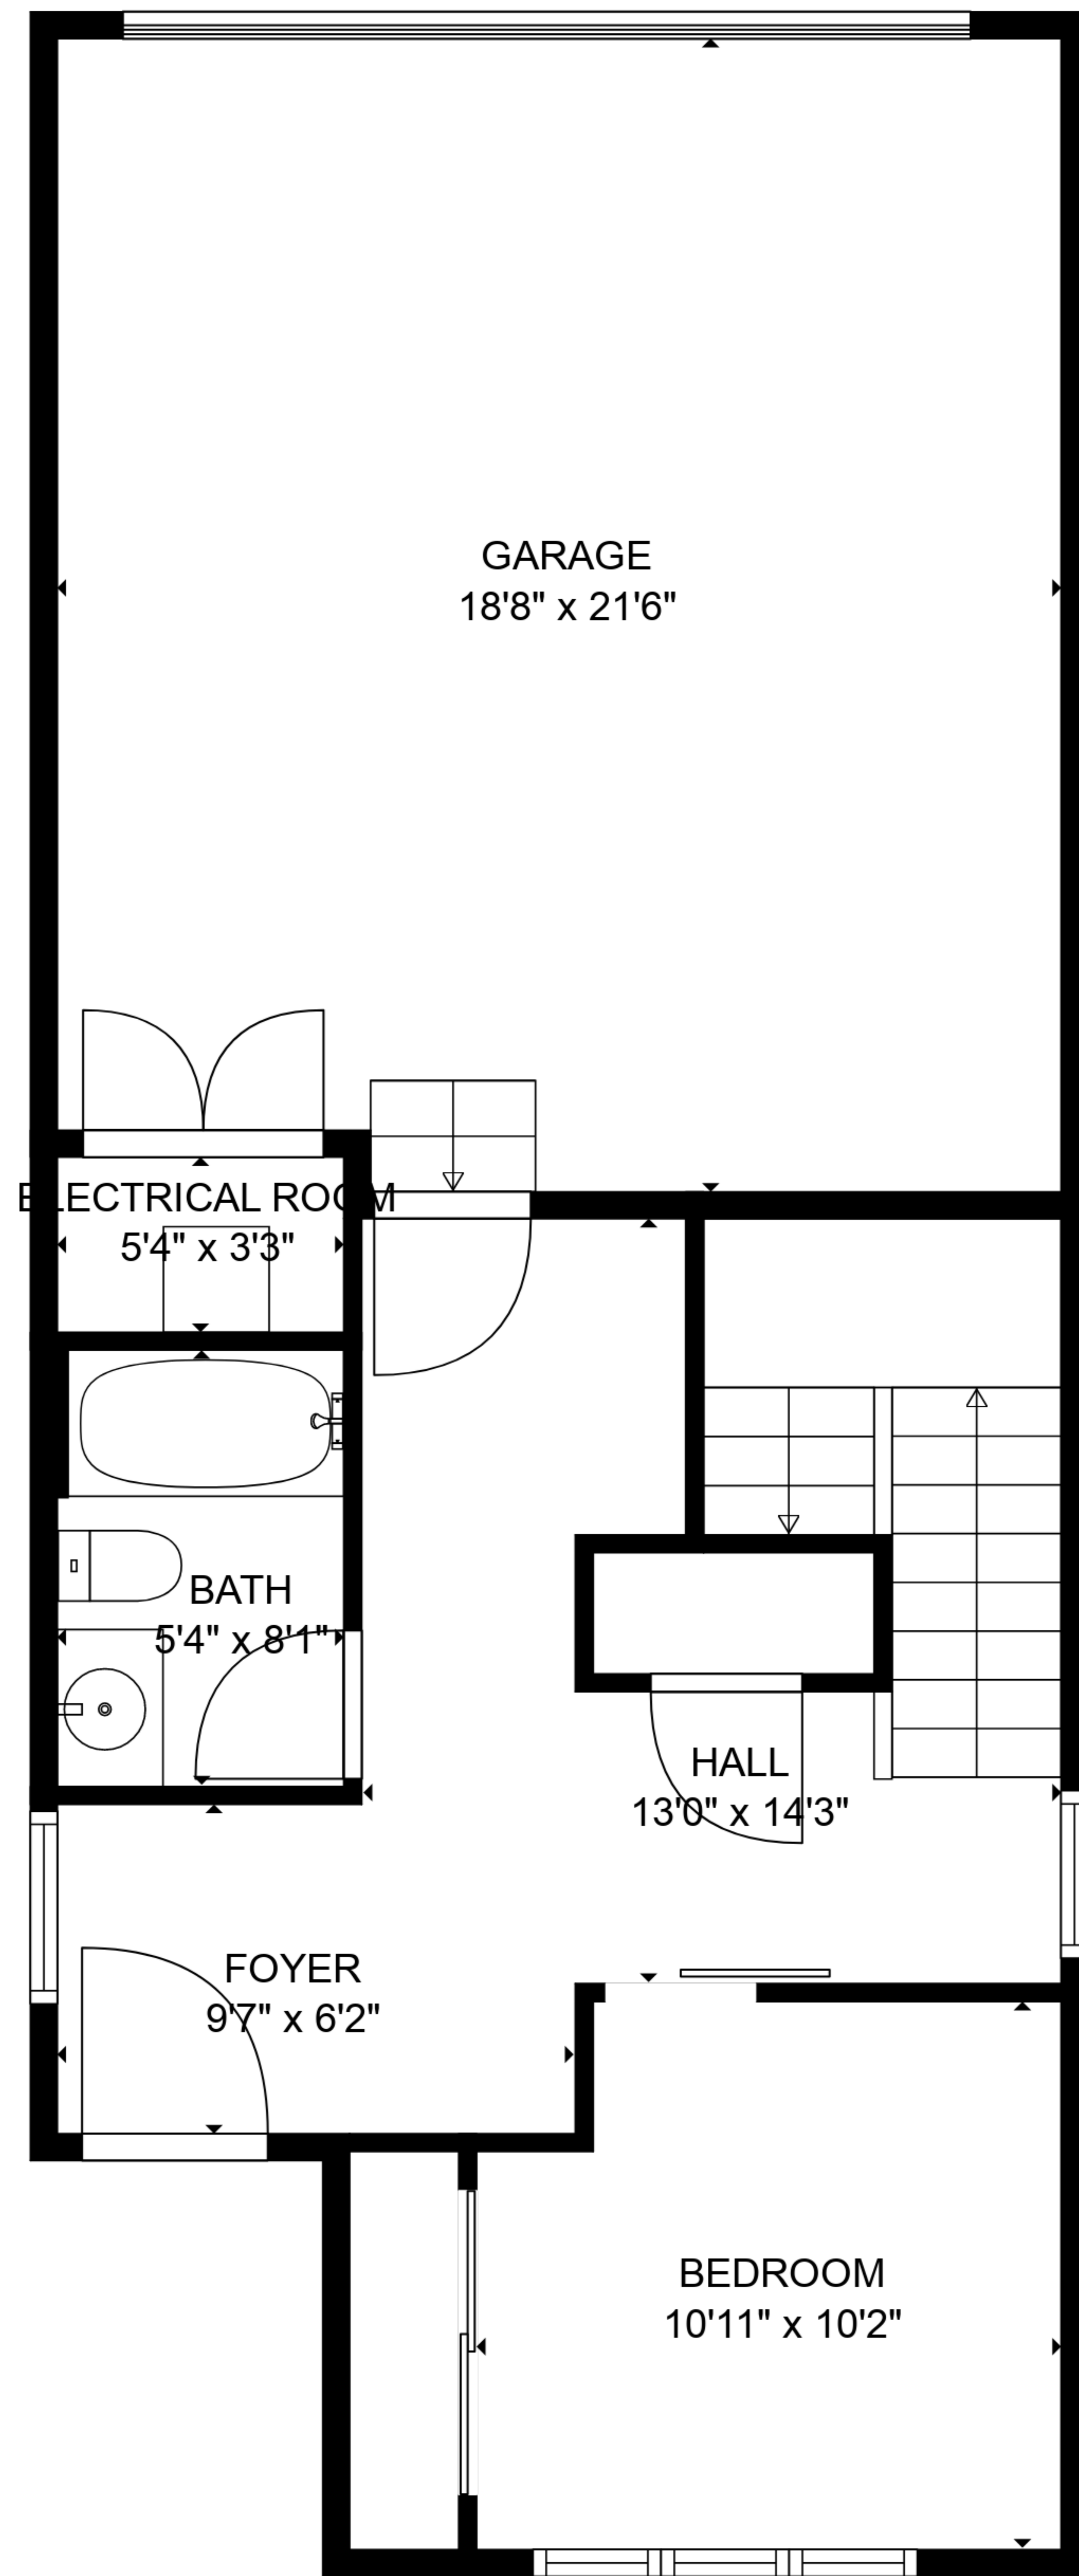 GARAGE
18'8" x 21'6"
ELECTRICAL ROOM
5'4" x 3'3"
BATH
5'4" x 8'1"
HALL
13'0" x 14'3"
FOYER
9'7" x 6'2"
BEDROOM
10'11" x 10'2"